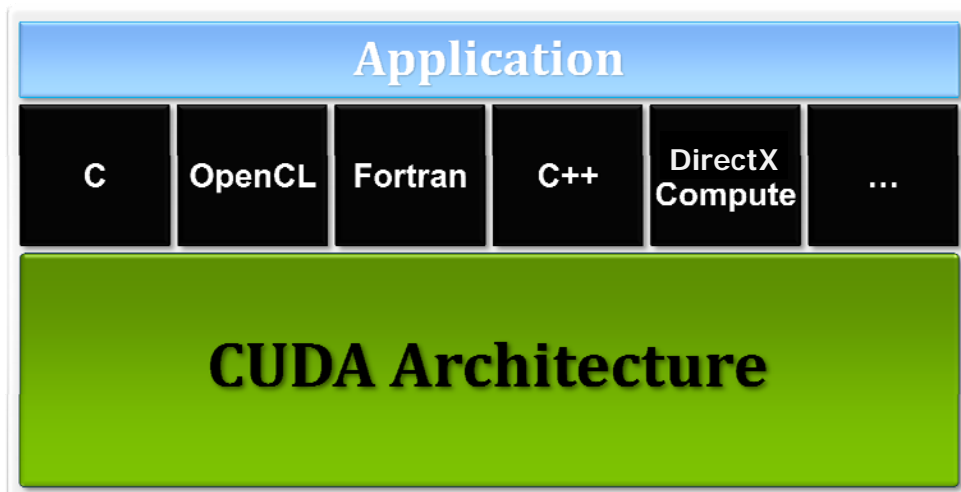 Application
C
OpenCL
Fortran
C++
DirectX
Compute
...
CUDA Architecture